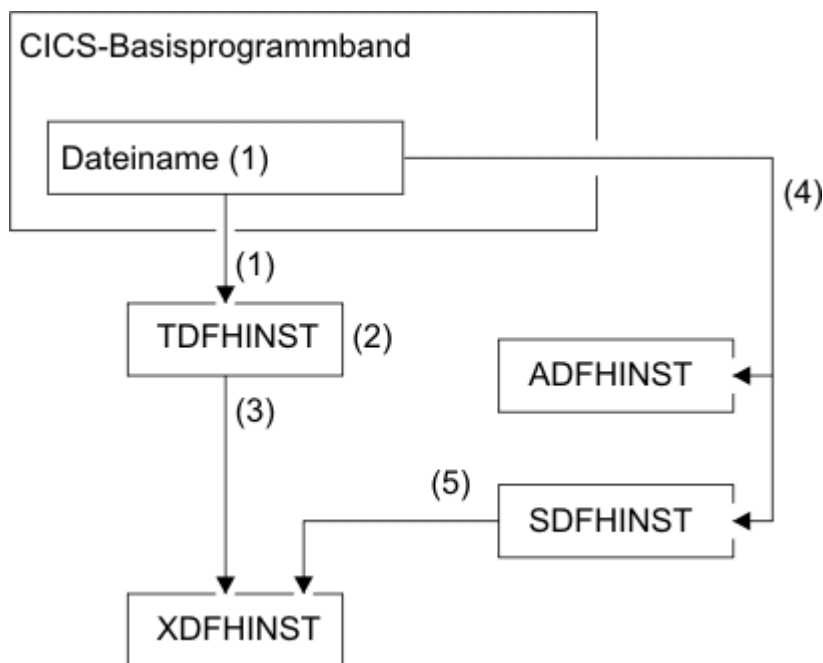 CICS-Basisprogrammband
Dateiname (1)
(4)
(1)
TDFHINST
(2)
ADFHINST
(3)
(5)
SDFHINST
XDFHINST